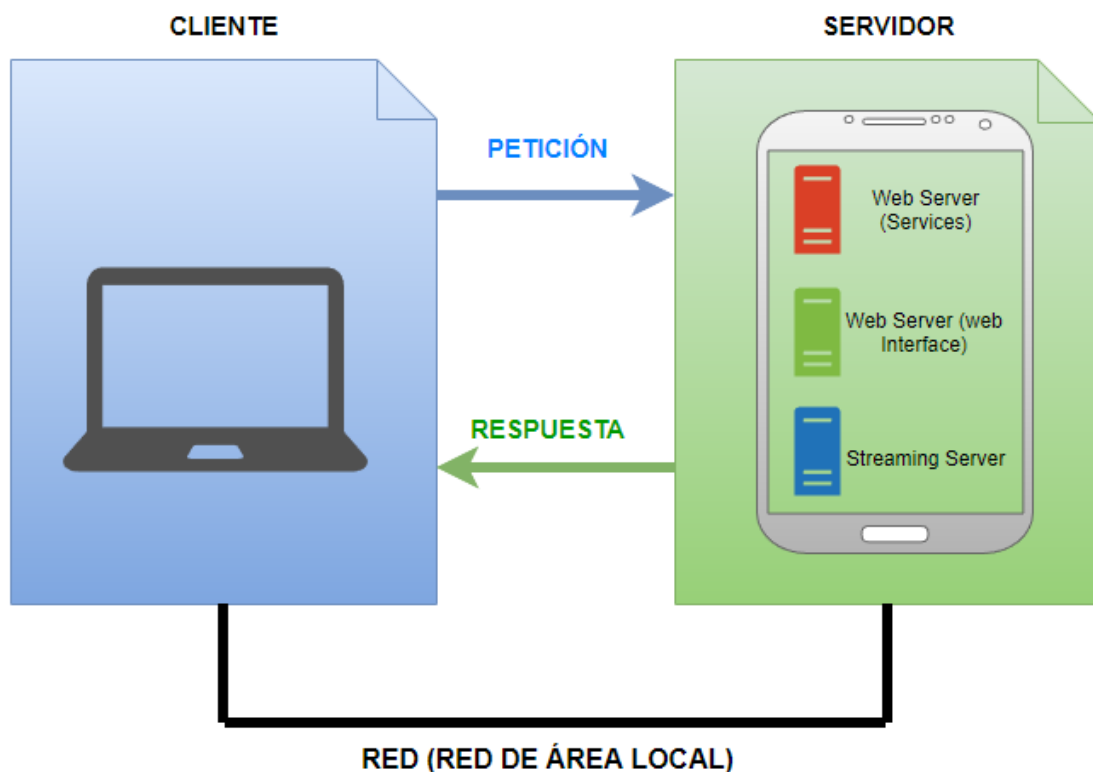 CLIENTE
SERVIDOR
PETICIÓN
Web Server
(Services)
Web Server (web
Interface)
RESPUESTA
Streaming Server
RED (RED DE ÁREA LOCAL)